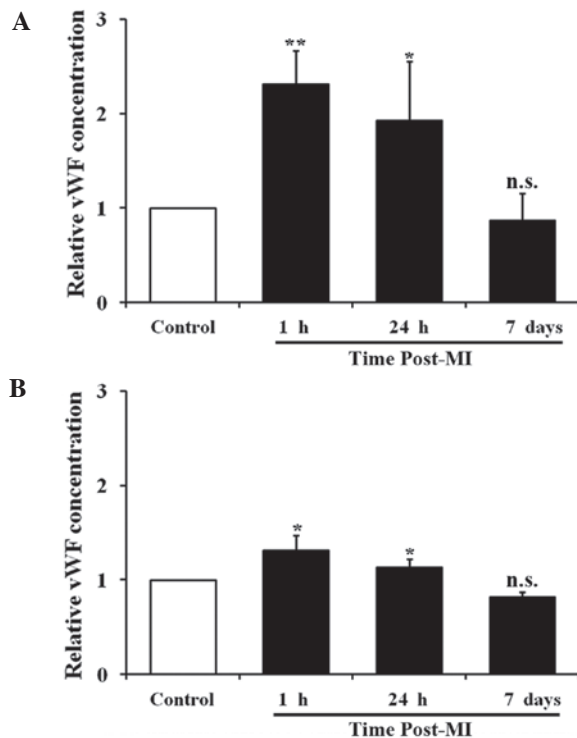 A
Relative vWF concentration
3
2
1
0
**
*
n.s.
Control
1 h
24 h
7 days
Time Post-MI
B
Relative vWF concentration
3
2
1
0
*
*
n.s.
Control
1 h
24 h
7 days
Time Post-MI